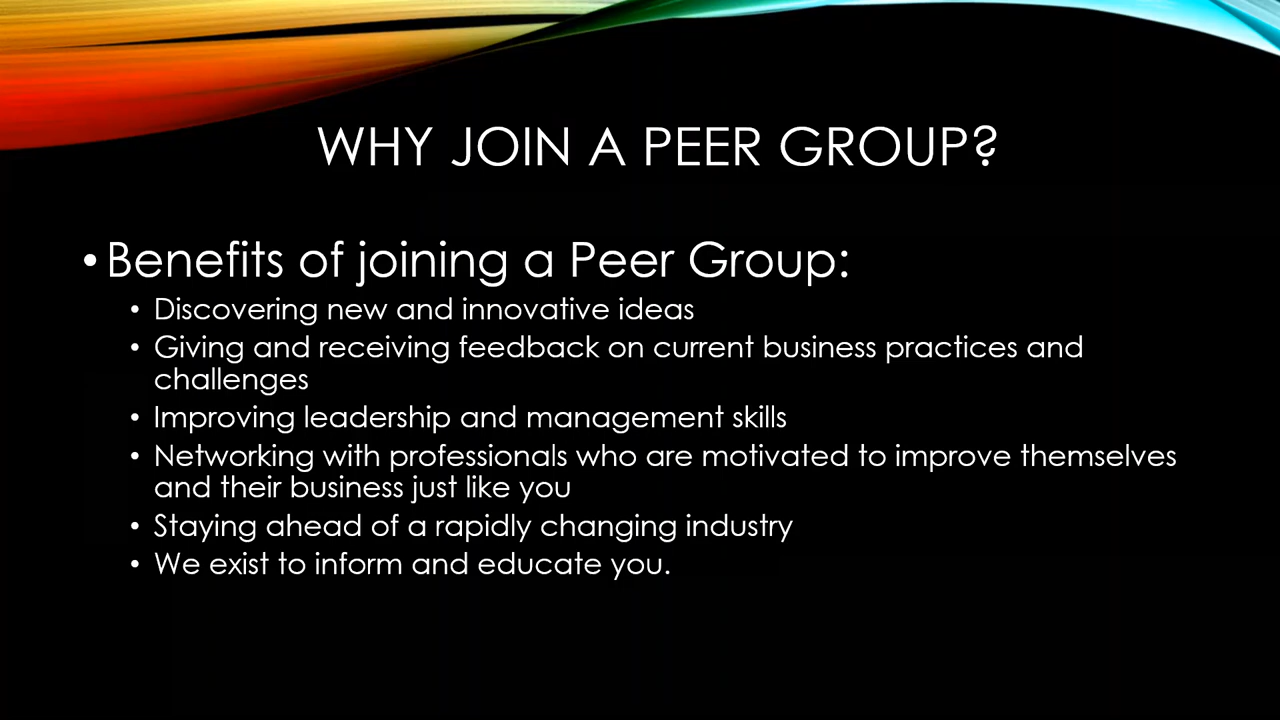 WHY JOIN A PEER GROUP?
• Benefits of joining a Peer Group:
• Discovering new and innovative ideas
• Giving and receiving feedback on current business practices and
challenges
• Improving leadership and management skills
• Networking with professionals who are motivated to improve themselves
and their business just like you
• Staying ahead of a rapidly changing industry
• We exist to inform and educate you.